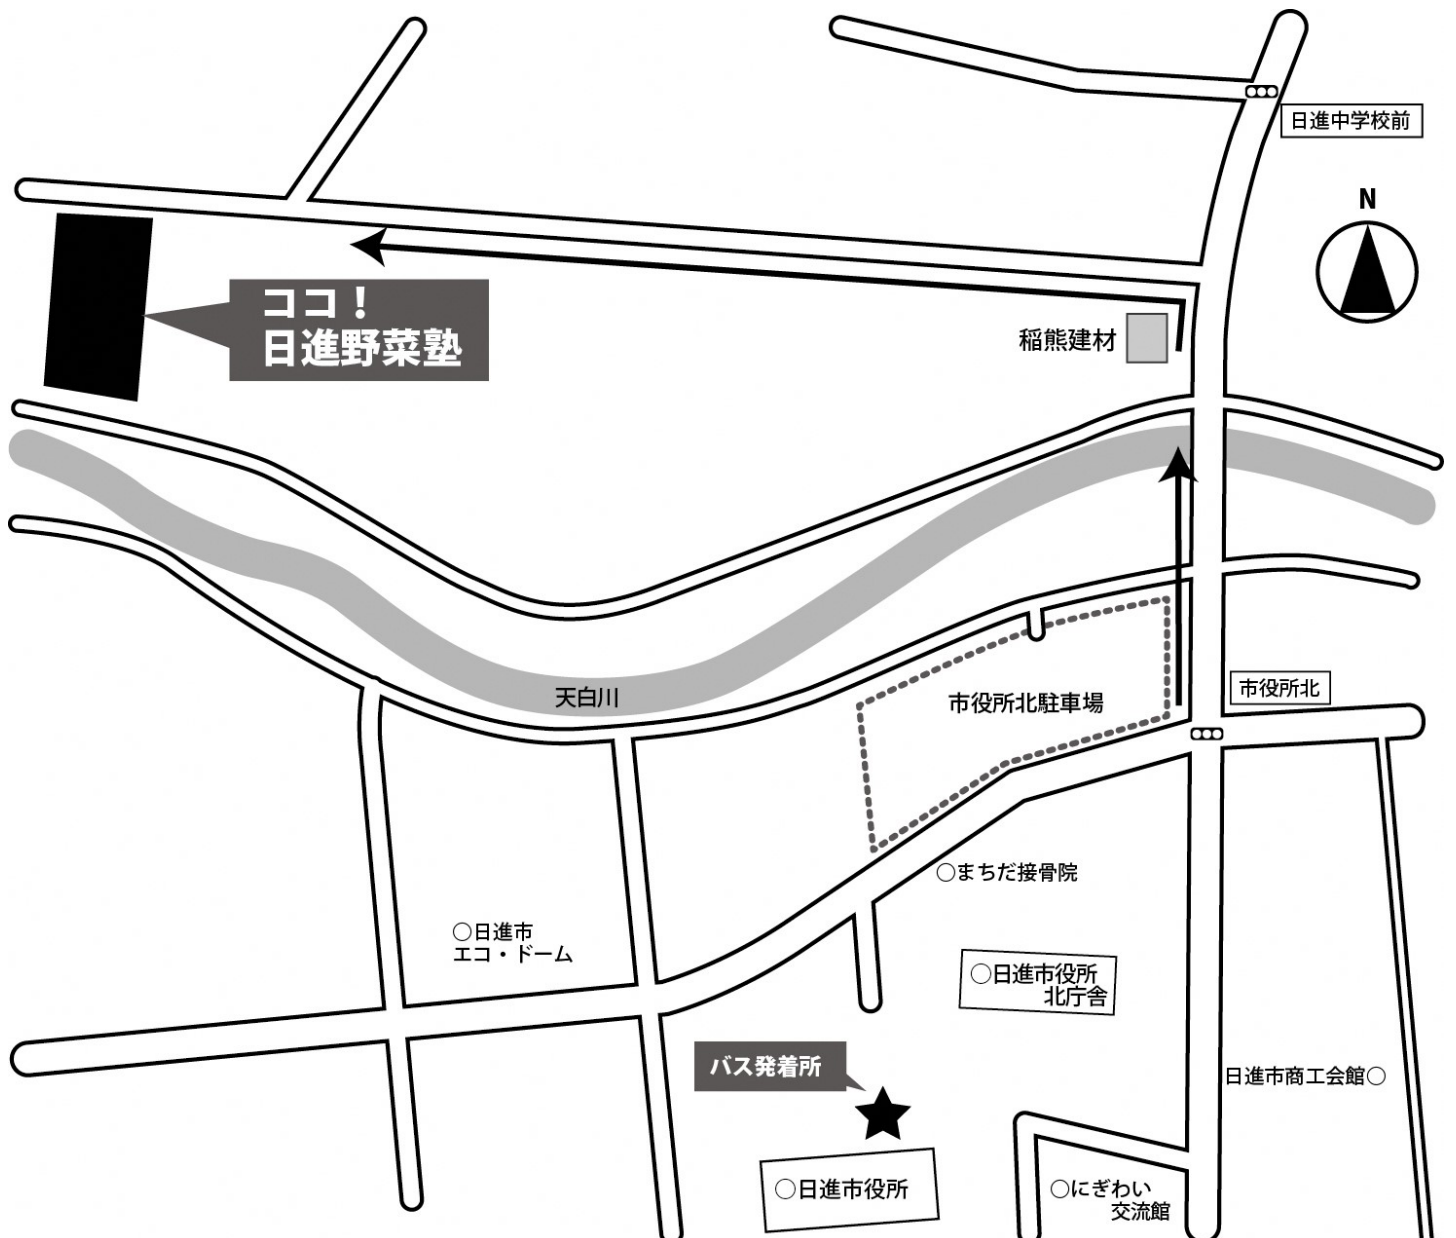 日進中学校前
N
ココ！
日進野菜塾
稲熊建材
天白川
市役所北
市役所北駐車場
○まちだ接骨院
○日進市
エコ・ドーム
○日進市役所
北庁舎
バス発着所
日進市商工会館○
○日進市役所
○にぎわい
交流館